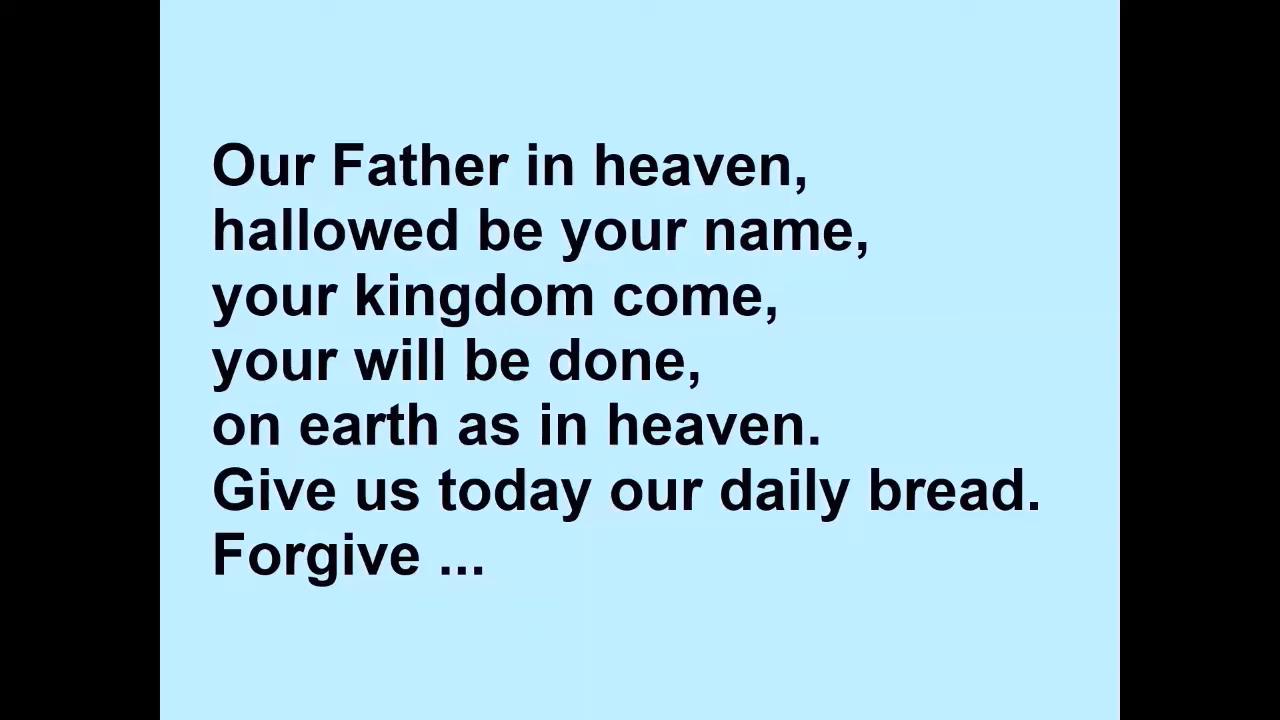 Our Father in heaven,
hallowed be your name,
your kingdom come,
your will be done,
on earth as in heaven.
Give us today our daily bread.
Forgive ...